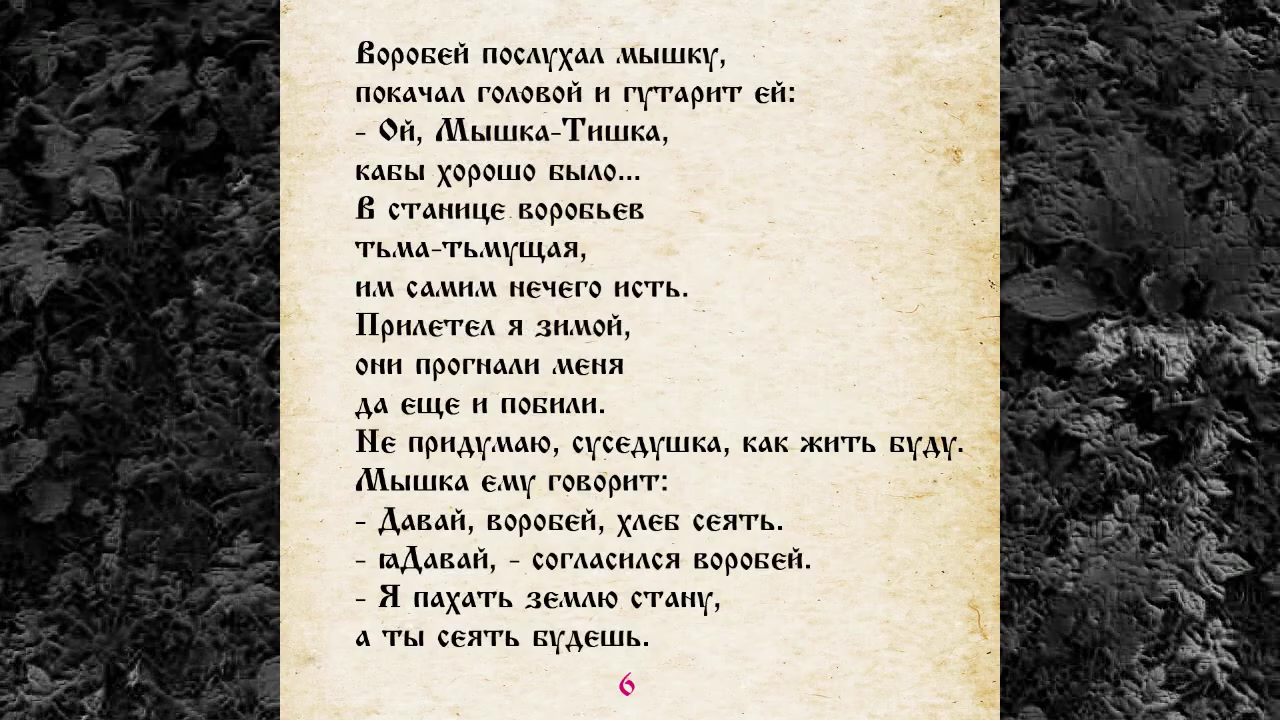 Воробей послухал мышку,
покачал головой и гутарит ей:
- Ой, Мышка-Тишка,
кабы хорошо было...
В станице воробьев
тьма-тьмущая,
им самим нечего исть.
Прилетел я зимой,
они прогнали меня
да еще и побили.
Не придумаю, суседушка, как жить буду.
Мышка ему говорит:
- Давай, воробей, хлеб сеять.
- ꙗДавай, - согласился воробей.
- Я пахать землю стану,
а ты сеять будешь.
6